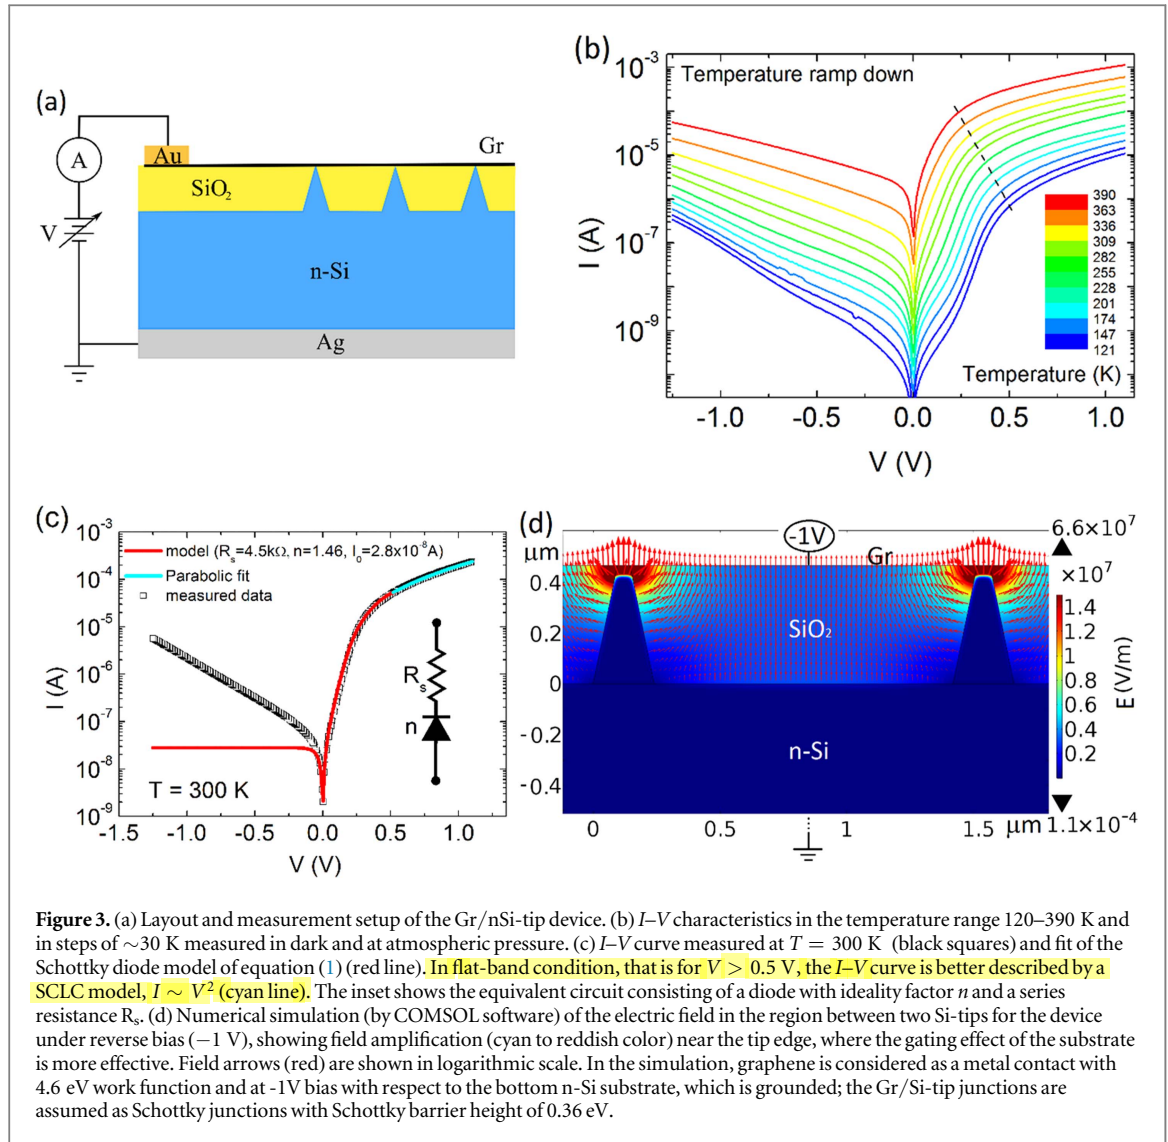 (a)
A
V
Au
Gr
SiO₂
n-Si
Ag
(b)
Temperature ramp down
10⁻³
10⁻⁵
10⁻⁷
10⁻⁹
I (A)
390
363
336
309
282
255
228
201
174
147
121
Temperature (K)
-1.0 -0.5 0.0 0.5 1.0
V (V)
(c)
10⁻³
10⁻⁴
10⁻⁵
10⁻⁶
10⁻⁷
10⁻⁸
10⁻⁹
I (A)
model (Rₛ=4.5kΩ, n=1.46, I₀=2.8x10⁻⁸A)
Parabolic fit
measured data
Rₛ
n
T = 300 K
-1.5 -1.0 -0.5 0.0 0.5 1.0
V (V)
(d)
μm
0.4
0.2
0
-0.2
-0.4
-1V
Gr
SiO₂
n-Si
0 0.5 1 1.5 μm
6.6×10⁷
×10⁷
1.4
1.2
1
0.8
0.6
0.4
0.2
E (V/m)
1.1×10⁻⁴
Figure 3. (a) Layout and measurement setup of the Gr/nSi-tip device. (b) I–V characteristics in the temperature range 120–390 K and
in steps of ∼30 K measured in dark and at atmospheric pressure. (c) I–V curve measured at T = 300 K (black squares) and fit of the
Schottky diode model of equation (1) (red line). In flat-band condition, that is for V > 0.5 V, the I–V curve is better described by a
SCLC model, I ∼ V² (cyan line). The inset shows the equivalent circuit consisting of a diode with ideality factor n and a series
resistance Rₛ. (d) Numerical simulation (by COMSOL software) of the electric field in the region between two Si-tips for the device
under reverse bias (−1 V), showing field amplification (cyan to reddish color) near the tip edge, where the gating effect of the substrate
is more effective. Field arrows (red) are shown in logarithmic scale. In the simulation, graphene is considered as a metal contact with
4.6 eV work function and at -1V bias with respect to the bottom n-Si substrate, which is grounded; the Gr/Si-tip junctions are
assumed as Schottky junctions with Schottky barrier height of 0.36 eV.